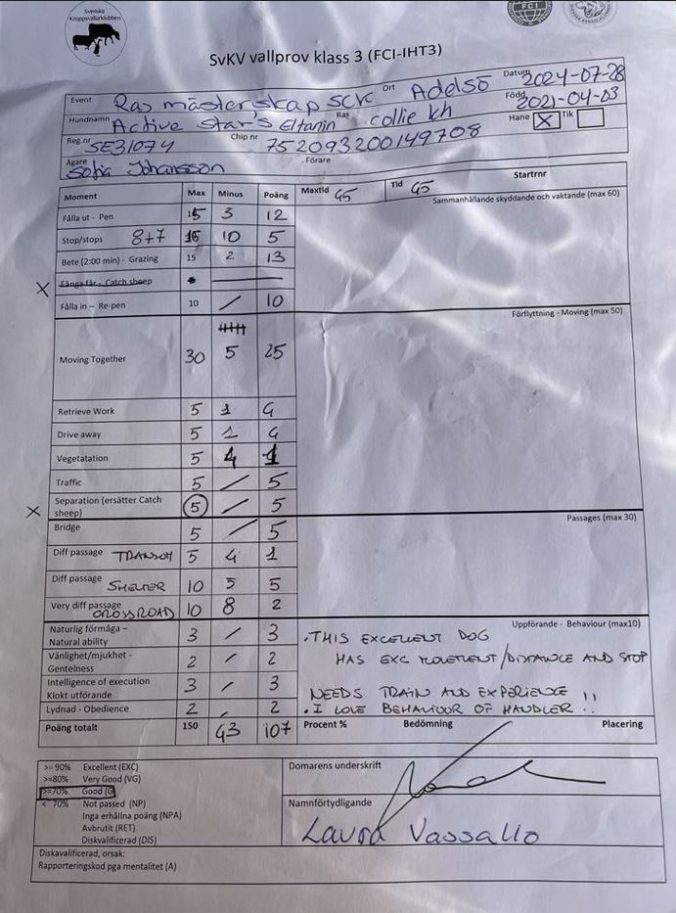 Svenska
Kroppsvallarklubben
FCI
SvKV vallprov klass 3 (FCI-IHT3)
Event Rasmästerskap SCK Ort Adelsö Datum 2024-07-28
Hundnamn Active Star's Eltanin Ras collie kh Född 2021-04-03
Reg.nr SE31074 Chip nr 752093200149708 Hane X Tik
Ägare Sofia Johansson Förare
Moment Max Minus Poäng Maxtid 45 Tid 45 Startrnr
Fålla ut - Pen 15 3 12 Sammanhållande skyddande och vaktande (max 60)
Stop/stops 8+7 15 10 5
Bete (2:00 min) - Grazing 15 2 13
X Fånga får - Catch sheep
Fålla in – Re-pen 10 / 10
Förflyttning - Moving (max 50)
Moving Together 30 5 25
Retrieve Work 5 1 4
Drive away 5 1 4
Vegetatation 5 4 1
Traffic 5 / 5
X Separation (ersätter Catch
sheep) 5 / 5
Bridge 5 / 5 Passages (max 30)
Diff passage 5 4 1
Diff passage SHELTER 10 5 5
Very diff passage CROSSROAD 10 8 2
Naturlig förmåga –
Natural ability 3 / 3 Uppförande - Behaviour (max10)
. THIS EXCELLENT DOG
Vänlighet/mjukhet -
Gentelness 2 / 2 HAS EXC MOVEMENT/DISTANCE AND STOP
Intelligence of execution
Klokt utförande 3 / 3 NEEDS TRAIN AND EXPERIENCE !!
Lydnad - Obedience 2 / 2 . I LOVE BEHAVIOUR OF HANDLER !!
Poäng totalt 150 43 107 Procent % Bedömning Placering
>= 90% Excellent (EXC)
>=80% Very Good (VG)
>=70% Good (G
< 70% Not passed (NP)
Inga erhållna poäng (NPA)
Avbrutit (RET)
Diskvalificerad (DIS)
Domarens underskrift
Namnförtydligande
Laura Vassallo
Diskavalificerad, orsak:
Rapporteringskod pga mentalitet (A)